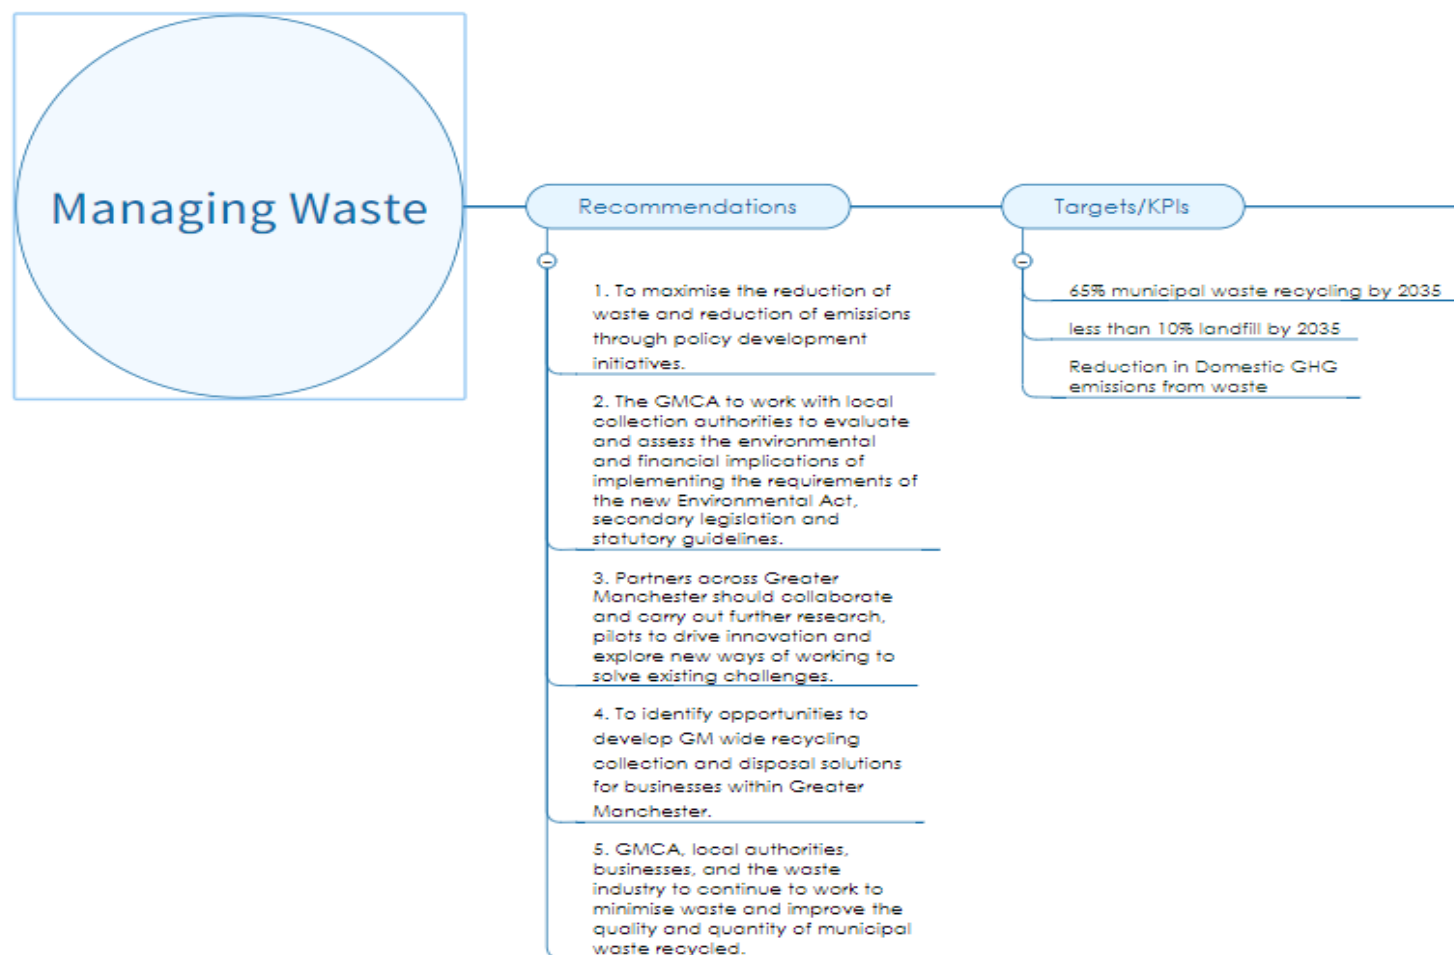 Managing Waste
Recommendations
1. To maximise the reduction of
waste and reduction of emissions
through policy development
initiatives.
2. The GMCA to work with local
collection authorities to evaluate
and assess the environmental
and financial implications of
implementing the requirements of
the new Environmental Act,
secondary legislation and
statutory guidelines.
3. Partners across Greater
Manchester should collaborate
and carry out further research,
pilots to drive innovation and
explore new ways of working to
solve existing challenges.
4. To identify opportunities to
develop GM wide recycling
collection and disposal solutions
for businesses within Greater
Manchester.
5. GMCA, local authorities,
businesses, and the waste
industry to continue to work to
minimise waste and improve the
quality and quantity of municipal
waste recycled.
Targets/KPIs
65% municipal waste recycling by 2035
less than 10% landfill by 2035
Reduction in Domestic GHG
emissions from waste